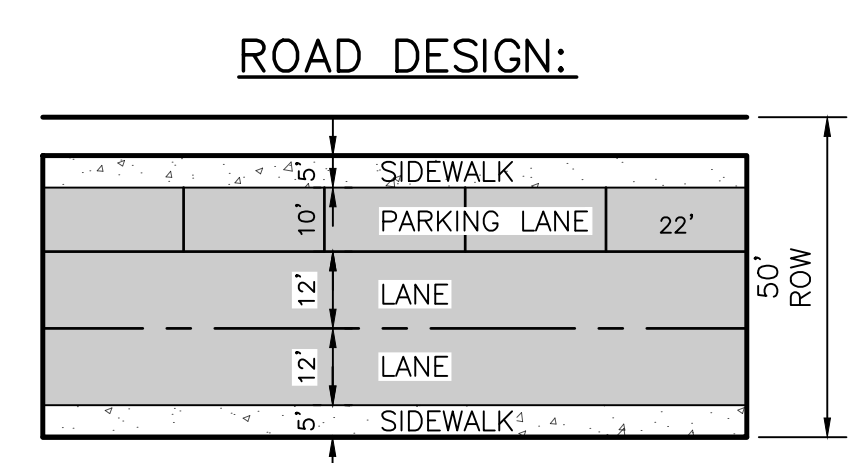 ROAD DESIGN:
5' SIDEWALK
10' PARKING LANE 22'
12' LANE
12' LANE
5' SIDEWALK
50'
ROW